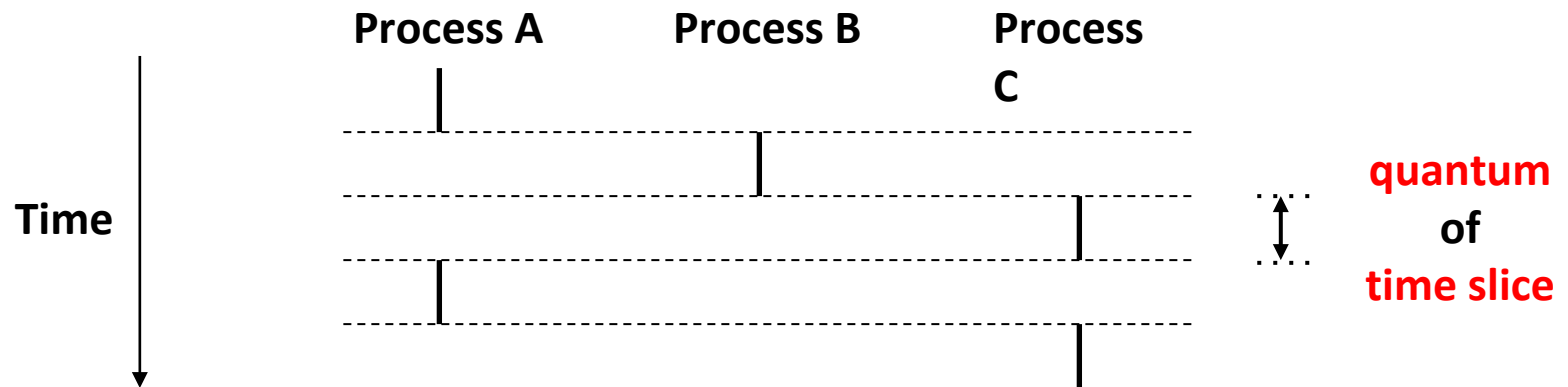 Process A
Process B
Process
C
Time
quantum
of
time slice